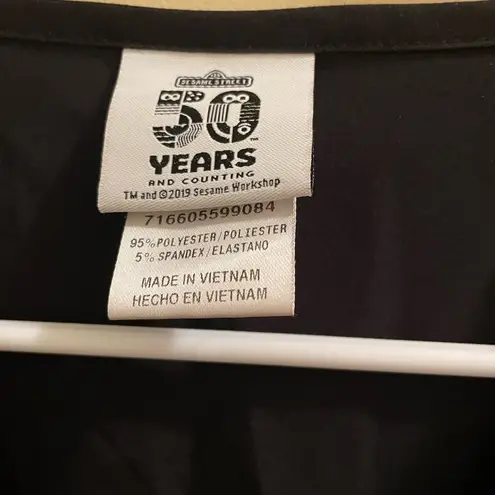 SESAME STREET
50
YEARS
AND COUNTING
TM and ©2019 Sesame Workshop
716605599084
95% POLYESTER/POLIESTER
5% SPANDEX/ELASTANO
MADE IN VIETNAM
HECHO EN VIETNAM